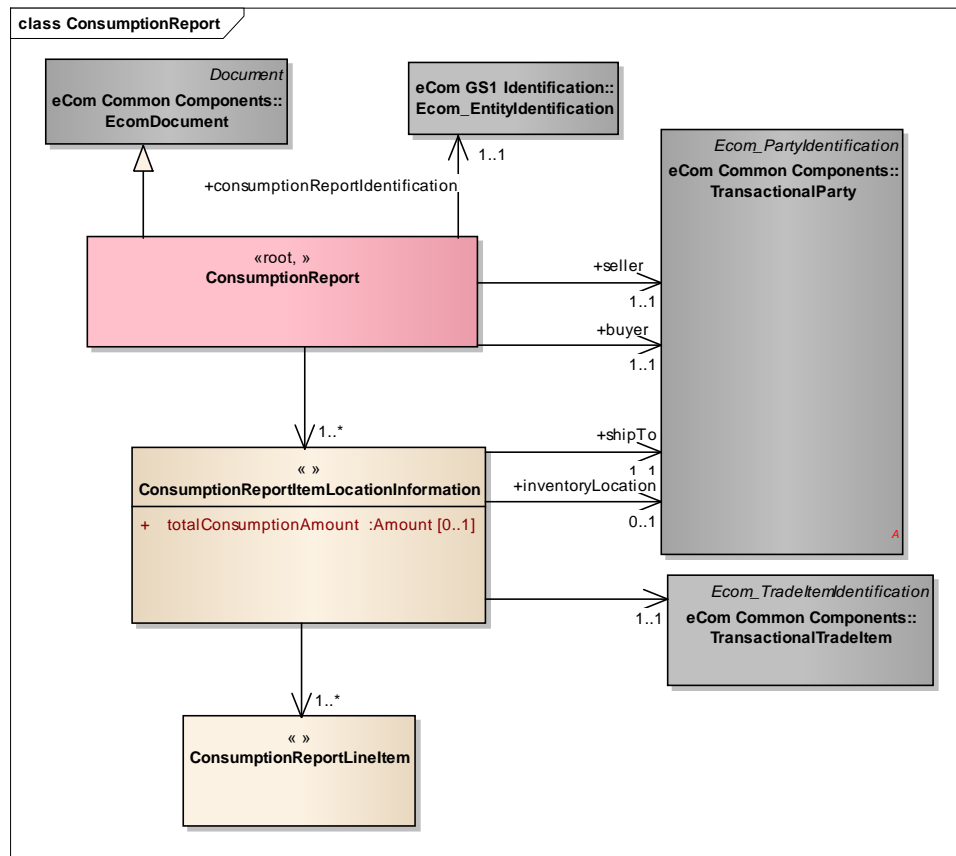 class ConsumptionReport
Document
eCom Common Components::
EcomDocument
eCom GS1 Identification::
Ecom_EntityIdentification
1..1
+consumptionReportIdentification
Ecom_PartyIdentification
eCom Common Components::
TransactionalParty
«root, »
ConsumptionReport
+seller
1..1
+buyer
1..1
1..*
+shipTo
1..1
« »
ConsumptionReportItemLocationInformation
+inventoryLocation
0..1
+ totalConsumptionAmount :Amount [0..1]
A
Ecom_TradeItemIdentification
eCom Common Components::
TransactionalTradeItem
1..1
1..*
« »
ConsumptionReportLineItem